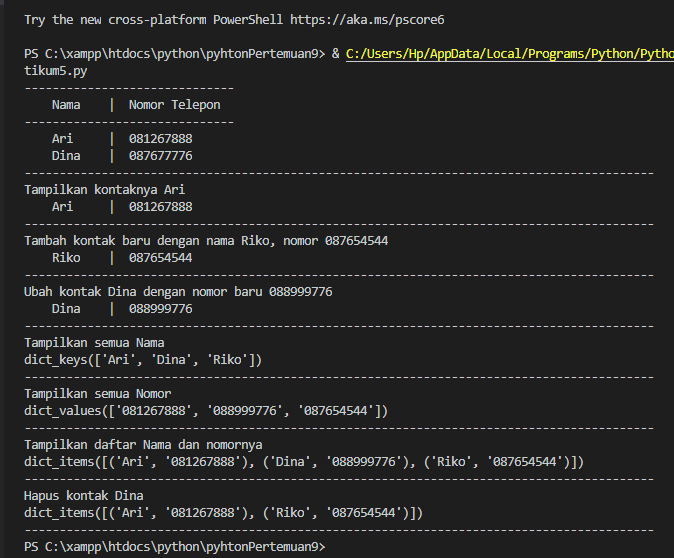 Try the new cross-platform PowerShell https://aka.ms/pscore6
PS C:\xampp\htdocs\python\pyhtonPertemuan9> & C:/Users/Hp/AppData/Local/Programs/Python/Pytho
tikum5.py
------------------------------
    Nama    |  Nomor Telepon
------------------------------
    Ari     |  081267888
    Dina    |  087677776
------------------------------------------------------------------------------------------
Tampilkan kontaknya Ari
    Ari     |  081267888
------------------------------------------------------------------------------------------
Tambah kontak baru dengan nama Riko, nomor 087654544
    Riko    |  087654544
------------------------------------------------------------------------------------------
Ubah kontak Dina dengan nomor baru 088999776
    Dina    |  088999776
------------------------------------------------------------------------------------------
Tampilkan semua Nama
dict_keys(['Ari', 'Dina', 'Riko'])
------------------------------------------------------------------------------------------
Tampilkan semua Nomor
dict_values(['081267888', '088999776', '087654544'])
------------------------------------------------------------------------------------------
Tampilkan daftar Nama dan nomornya
dict_items([('Ari', '081267888'), ('Dina', '088999776'), ('Riko', '087654544')])
------------------------------------------------------------------------------------------
Hapus kontak Dina
dict_items([('Ari', '081267888'), ('Riko', '087654544')])
------------------------------------------------------------------------------------------
PS C:\xampp\htdocs\python\pyhtonPertemuan9>